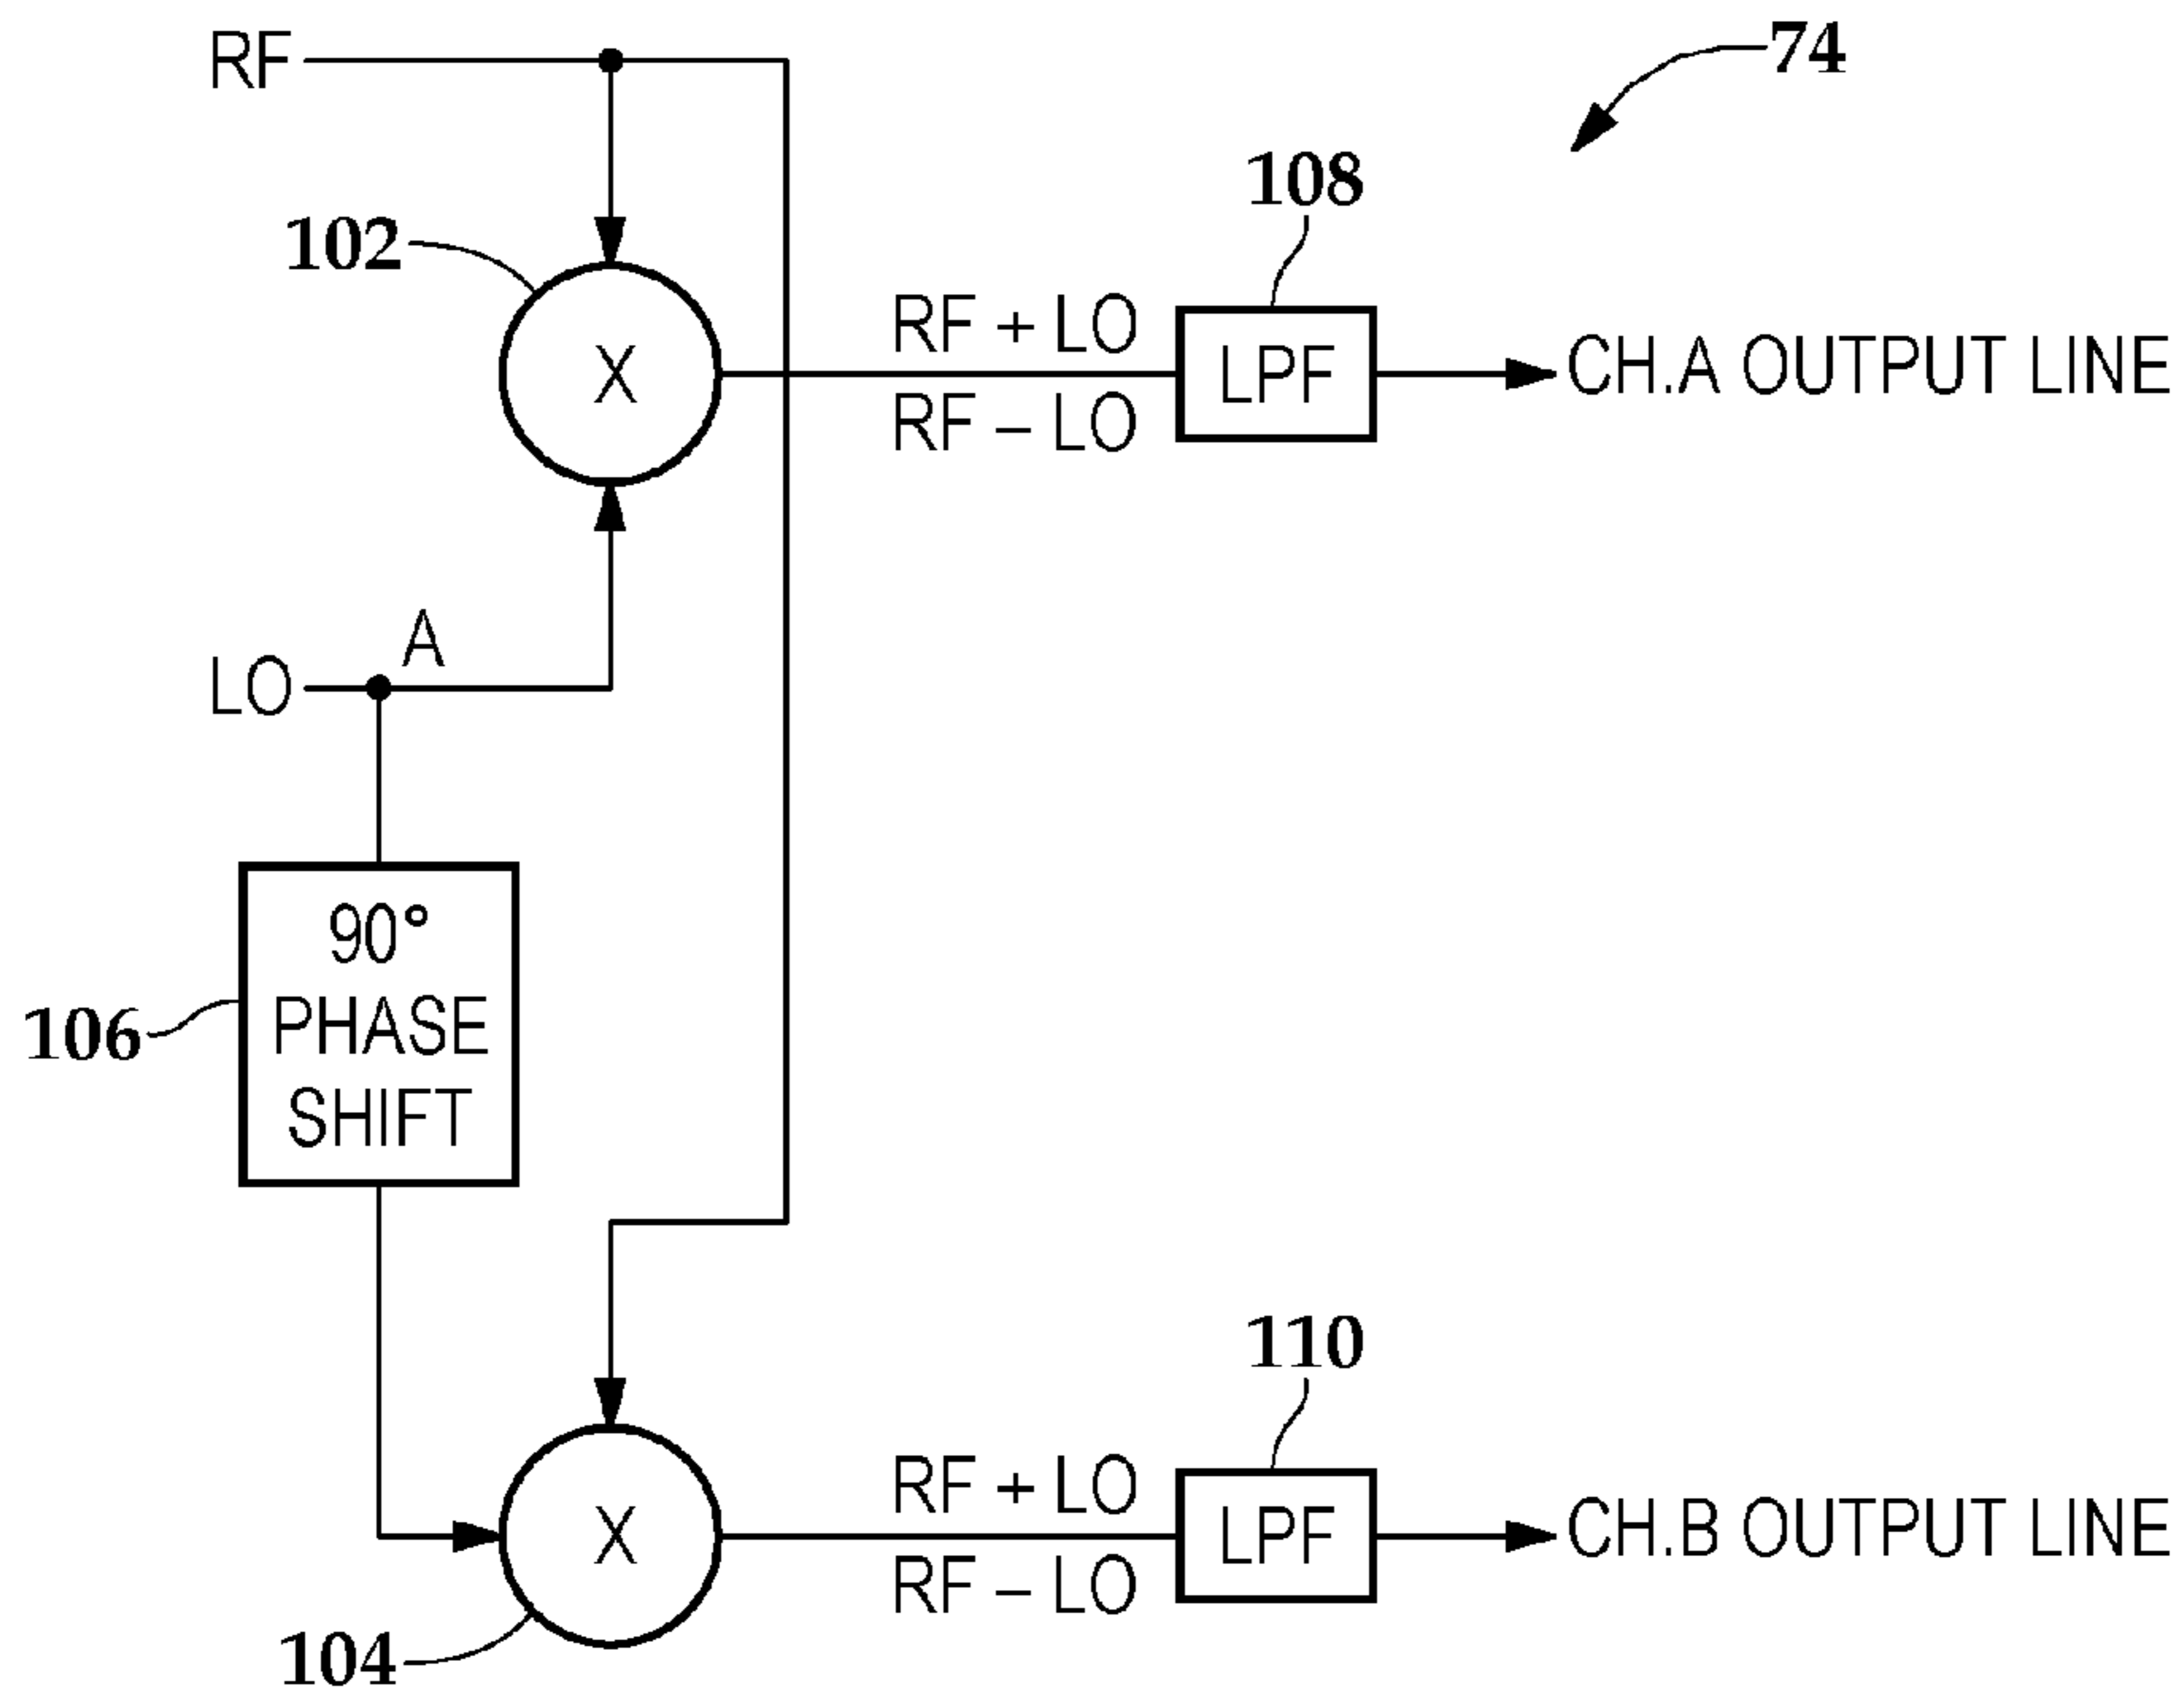 RF
74
108
102
RF + LO
X
LPF
CH.A OUTPUT LINE
RF – LO
A
LO
90°
PHASE
SHIFT
106
110
RF + LO
X
LPF
CH.B OUTPUT LINE
RF – LO
104